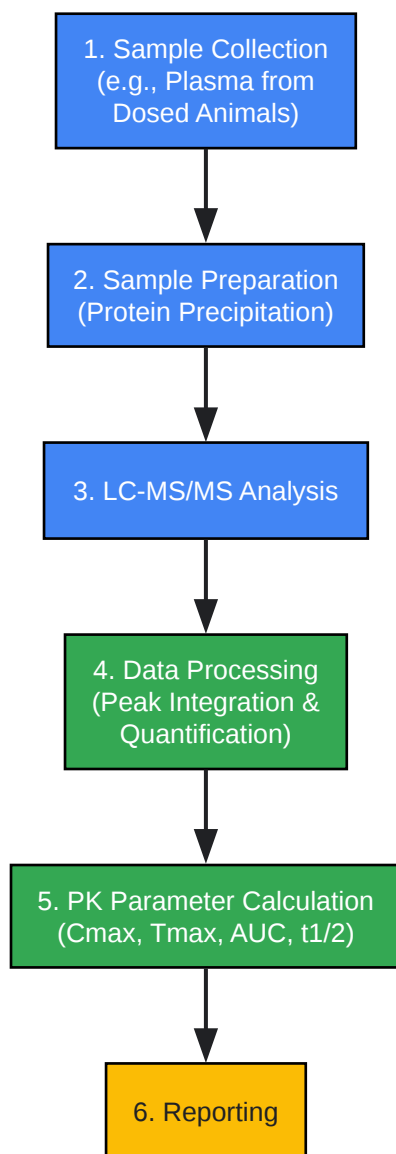 1. Sample Collection
(e.g., Plasma from
Dosed Animals)
2. Sample Preparation
(Protein Precipitation)
3. LC-MS/MS Analysis
4. Data Processing
(Peak Integration &
Quantification)
5. PK Parameter Calculation
(Cmax, Tmax, AUC, t1/2)
6. Reporting